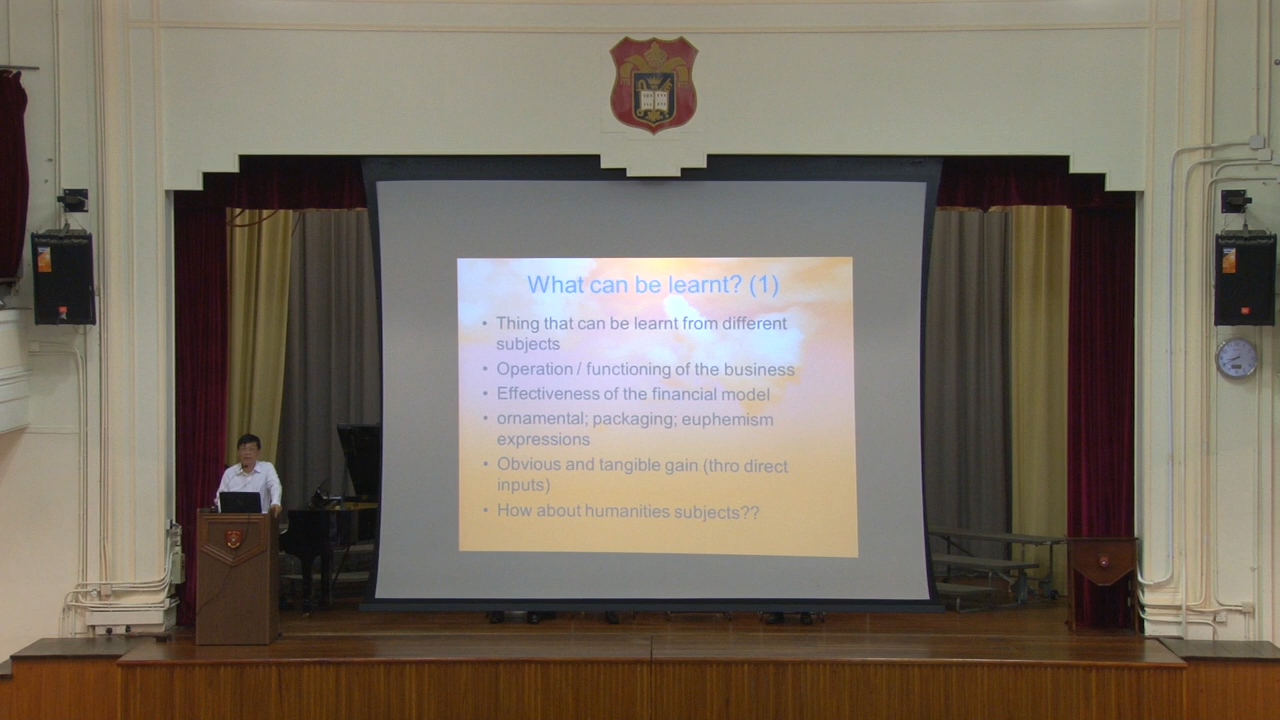 What can be learnt? (1)
• Thing that can be learnt from different
subjects
• Operation / functioning of the business
• Effectiveness of the financial model
• ornamental; packaging; euphemism
expressions
• Obvious and tangible gain (thro direct
inputs)
• How about humanities subjects??